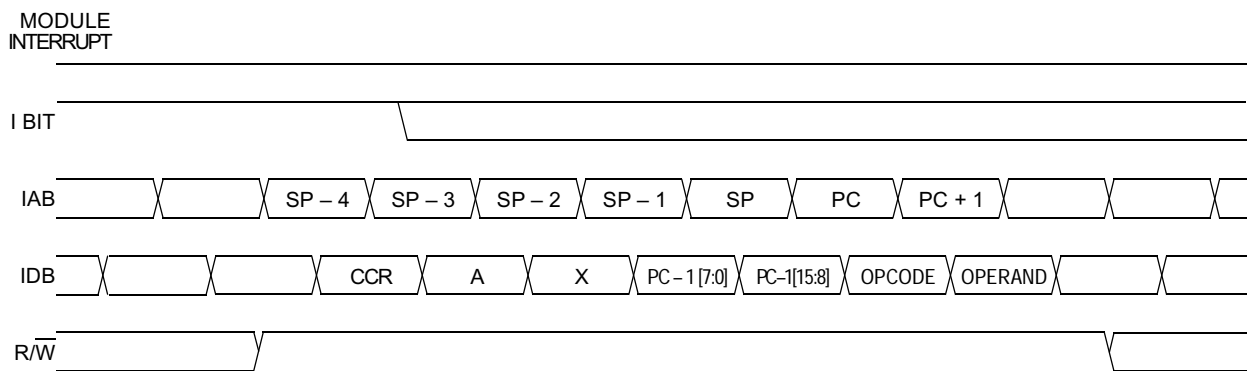 MODULE
INTERRUPT
I BIT
IAB SP – 4 SP – 3 SP – 2 SP – 1 SP PC PC + 1
IDB CCR A X PC – 1 [7:0] PC–1[15:8] OPCODE OPERAND
R/W